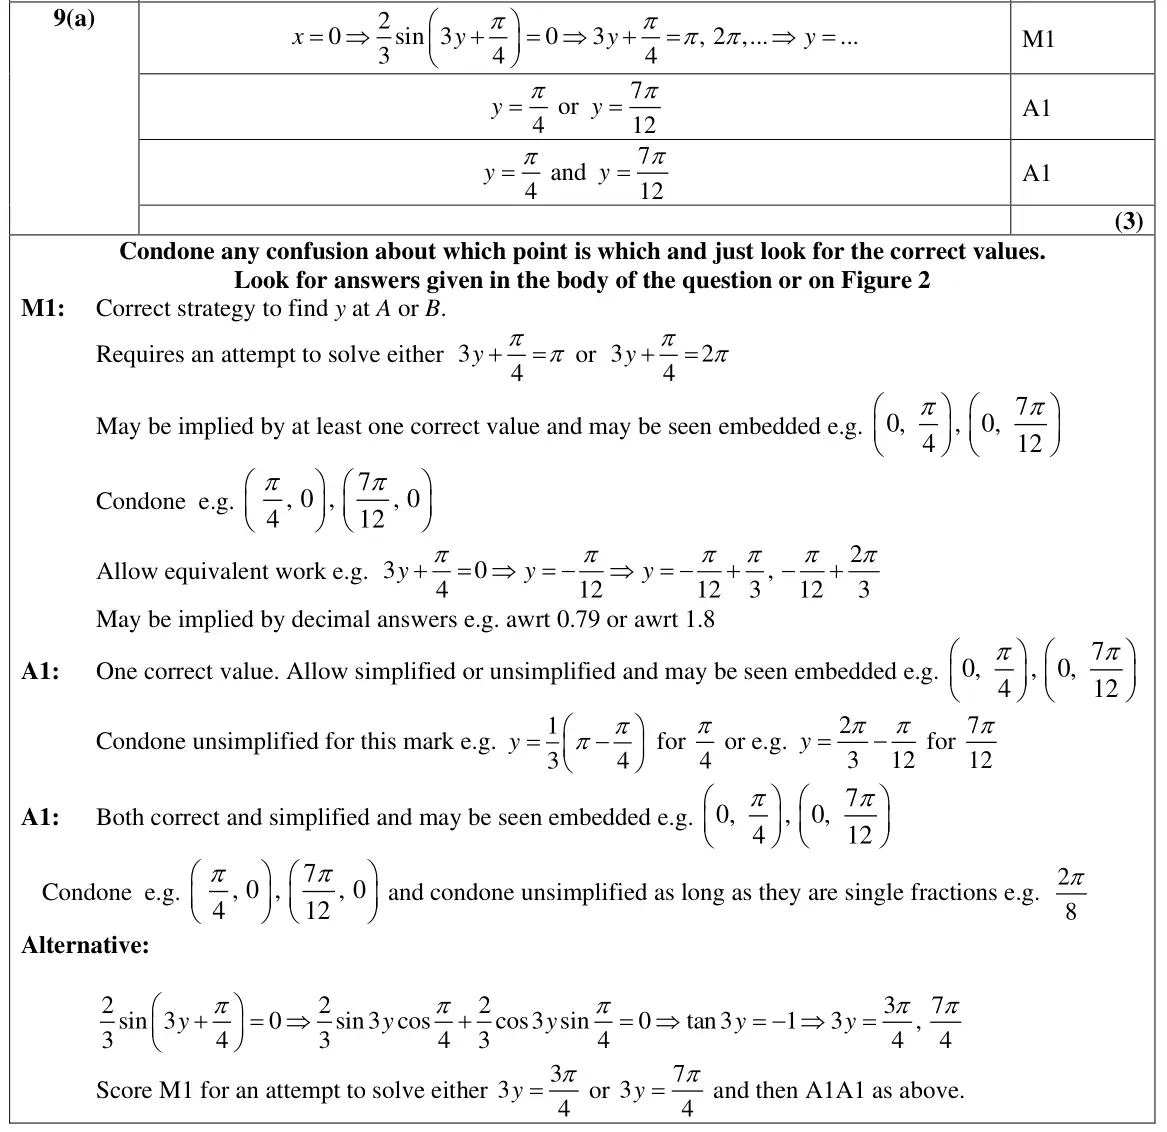 9(a)
x = 0 ⇒ 2/3 sin(3y + π/4) = 0 ⇒ 3y + π/4 = π, 2π,... ⇒ y = ...
M1
y = π/4 or y = 7π/12
A1
y = π/4 and y = 7π/12
A1
(3)
Condone any confusion about which point is which and just look for the correct values.
Look for answers given in the body of the question or on Figure 2
M1: Correct strategy to find y at A or B.
Requires an attempt to solve either 3y + π/4 = π or 3y + π/4 = 2π
May be implied by at least one correct value and may be seen embedded e.g. (0, π/4), (0, 7π/12)
Condone e.g. (π/4, 0), (7π/12, 0)
Allow equivalent work e.g. 3y + π/4 = 0 ⇒ y = −π/12 ⇒ y = −π/12 + π/3, −π/12 + 2π/3
May be implied by decimal answers e.g. awrt 0.79 or awrt 1.8
A1: One correct value. Allow simplified or unsimplified and may be seen embedded e.g. (0, π/4), (0, 7π/12)
Condone unsimplified for this mark e.g. y = 1/3(π − π/4) for π/4 or e.g. y = 2π/3 − π/12 for 7π/12
A1: Both correct and simplified and may be seen embedded e.g. (0, π/4), (0, 7π/12)
Condone e.g. (π/4, 0), (7π/12, 0) and condone unsimplified as long as they are single fractions e.g. 2π/8
Alternative:
2/3 sin(3y + π/4) = 0 ⇒ 2/3 sin 3y cos π/4 + 2/3 cos 3y sin π/4 = 0 ⇒ tan 3y = −1 ⇒ 3y = 3π/4, 7π/4
Score M1 for an attempt to solve either 3y = 3π/4 or 3y = 7π/4 and then A1A1 as above.